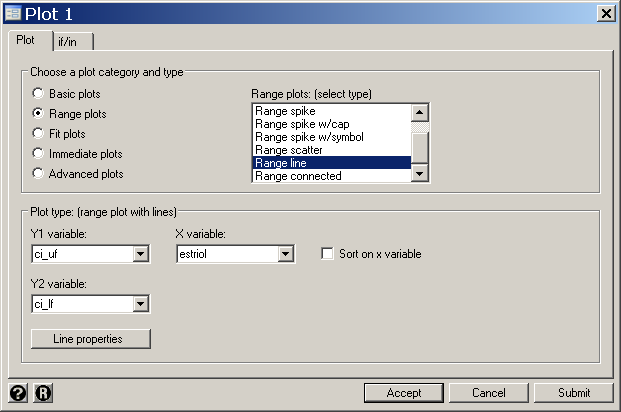 Plot 1
Plot
if/in
Choose a plot category and type
Basic plots
Range plots
Fit plots
Immediate plots
Advanced plots
Range plots: (select type)
Range spike
Range spike w/cap
Range spike w/symbol
Range scatter
Range line
Range connected
Plot type: (range plot with lines)
Y1 variable:
ci_uf
X variable:
estriol
Sort on x variable
Y2 variable:
ci_lf
Line properties
? R
Accept
Cancel
Submit